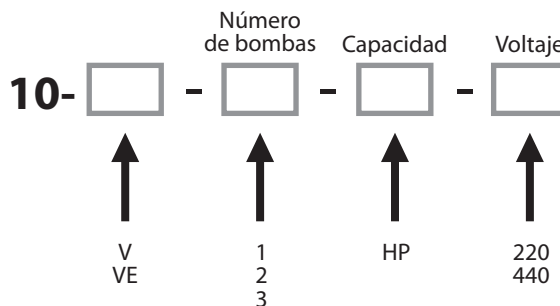 Número
de bombas
Capacidad
Voltaje
10-
-
-
-
V
VE
1
2
3
HP
220
440